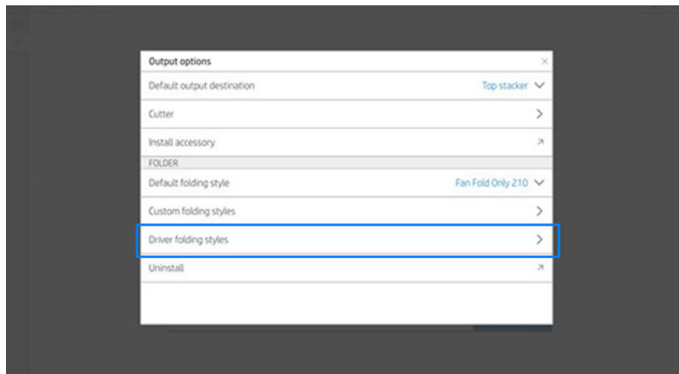 Output options
Default output destination Top stacker
Cutter
Install accessory
FOLDER
Default folding style Fan Fold Only 210
Custom folding styles
Driver folding styles
Uninstall